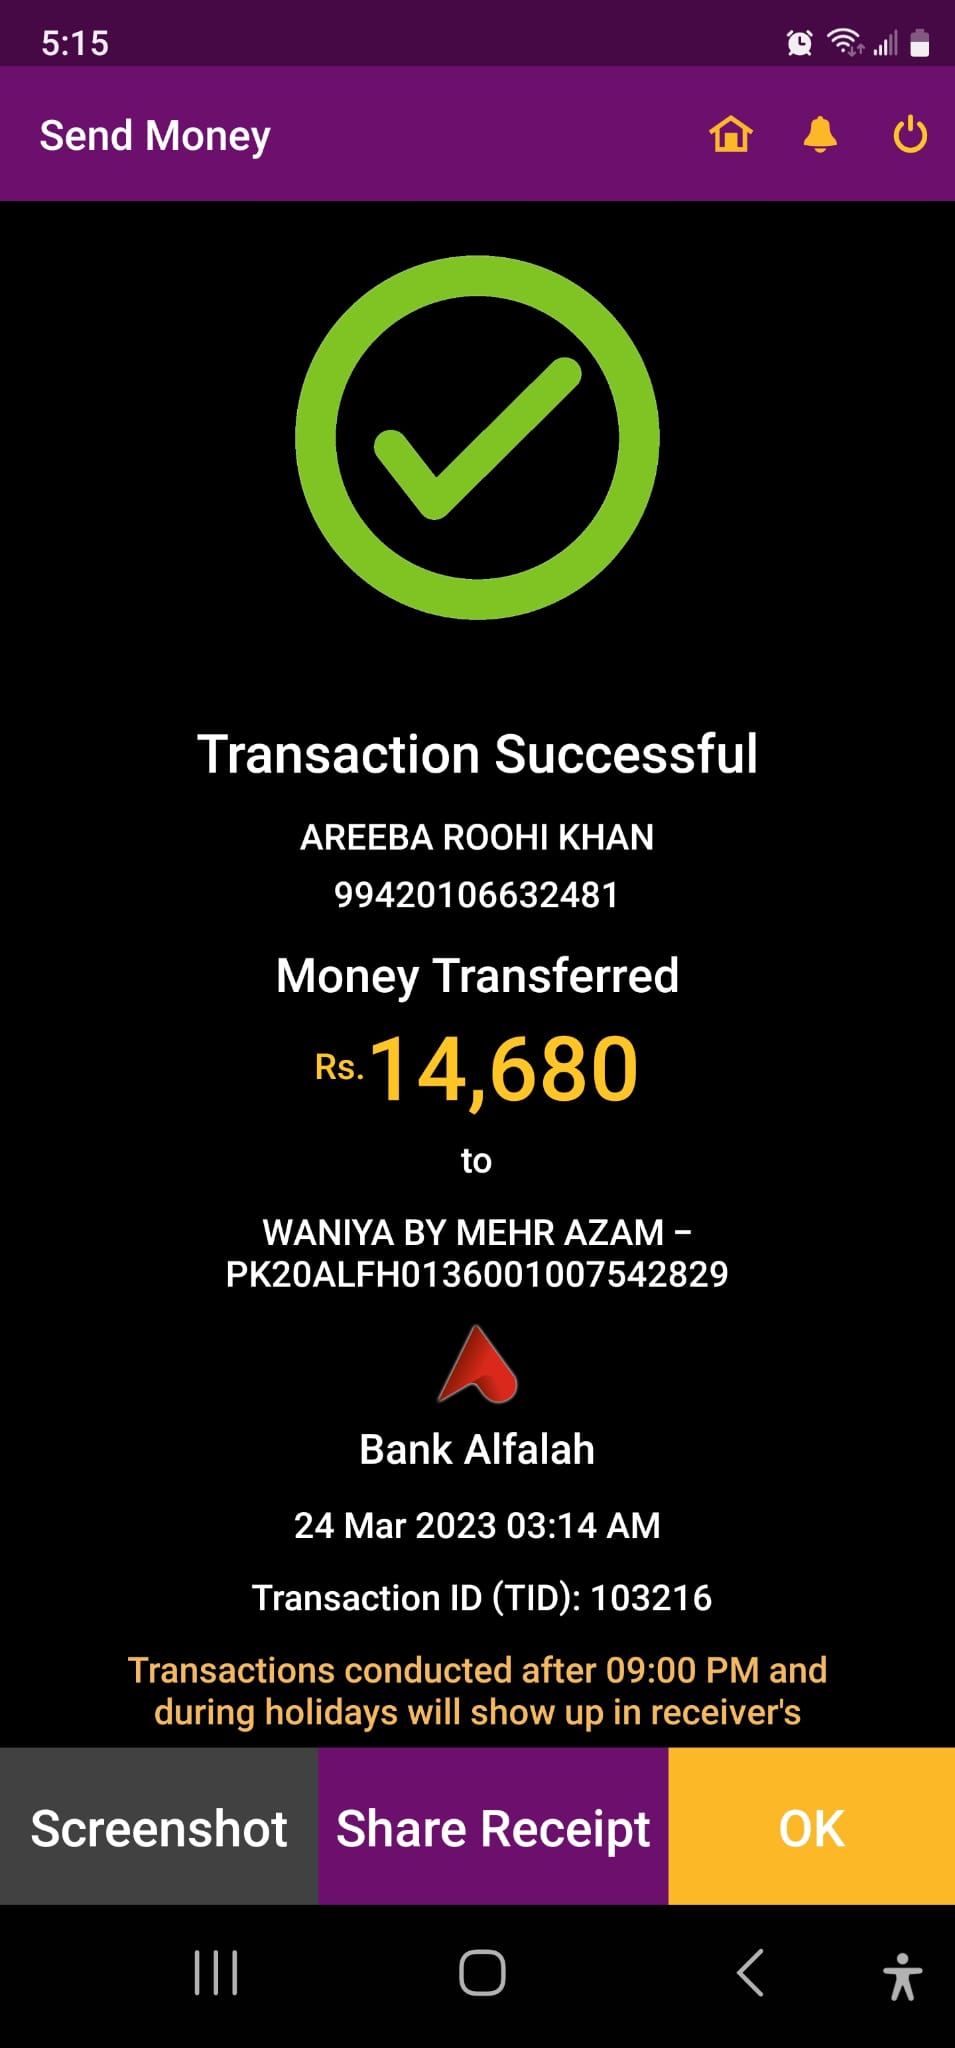 5:15
Send Money
Transaction Successful
AREEBA ROOHI KHAN
99420106632481
Money Transferred
Rs. 14,680
to
WANIYA BY MEHR AZAM –
PK20ALFH0136001007542829
Bank Alfalah
24 Mar 2023 03:14 AM
Transaction ID (TID): 103216
Transactions conducted after 09:00 PM and
during holidays will show up in receiver's
Screenshot
Share Receipt
OK